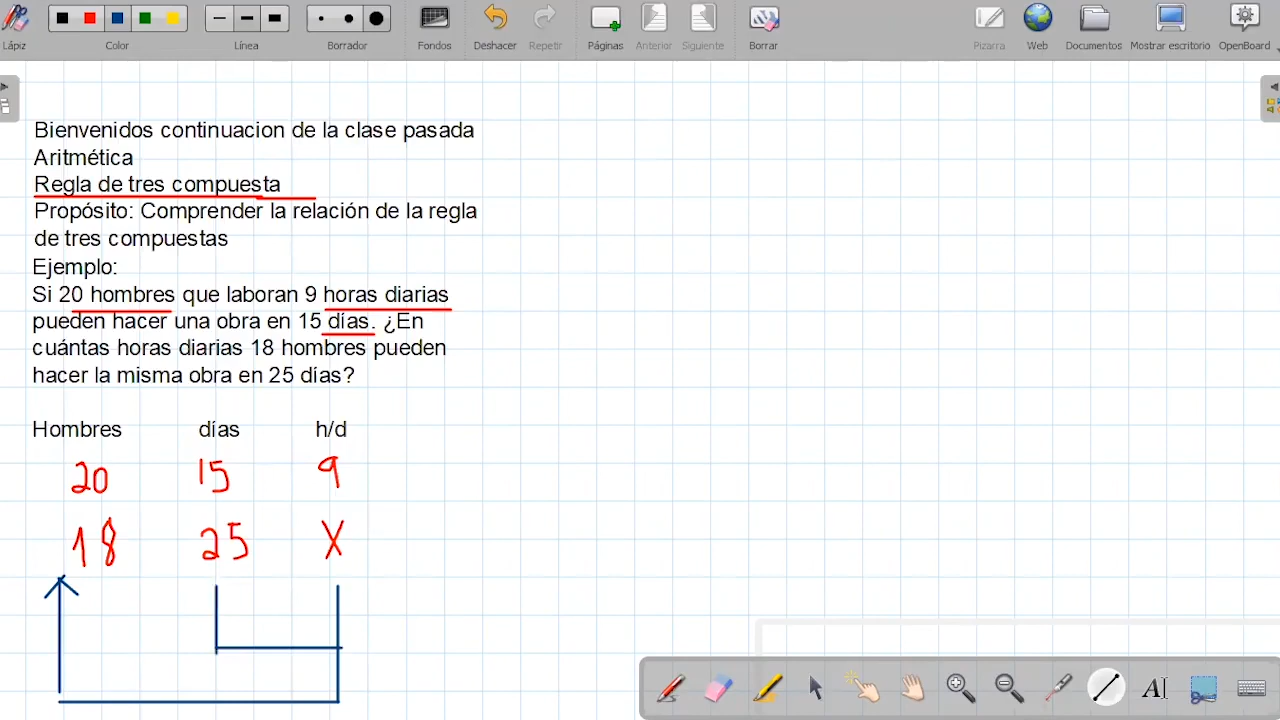 Lápiz Color Línea Borrador Fondos Deshacer Repetir Páginas Anterior Siguiente Borrar Pizarra Web Documentos Mostrar escritorio OpenBoard
Bienvenidos continuacion de la clase pasada
Aritmética
Regla de tres compuesta
Propósito: Comprender la relación de la regla
de tres compuestas
Ejemplo:
Si 20 hombres que laboran 9 horas diarias
pueden hacer una obra en 15 días. ¿En
cuántas horas diarias 18 hombres pueden
hacer la misma obra en 25 días?
Hombres días h/d
20 15 9
18 25 X
AI